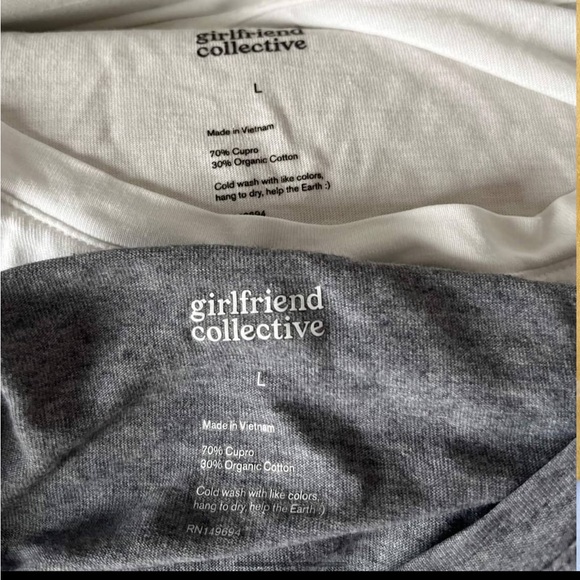 girlfriend
collective
L
Made in Vietnam
70% Cupro
30% Organic Cotton
Cold wash with like colors,
hang to dry, help the Earth :)
girlfriend
collective
L
Made in Vietnam
70% Cupro
30% Organic Cotton
Cold wash with like colors,
hang to dry, help the Earth :)
RN149694